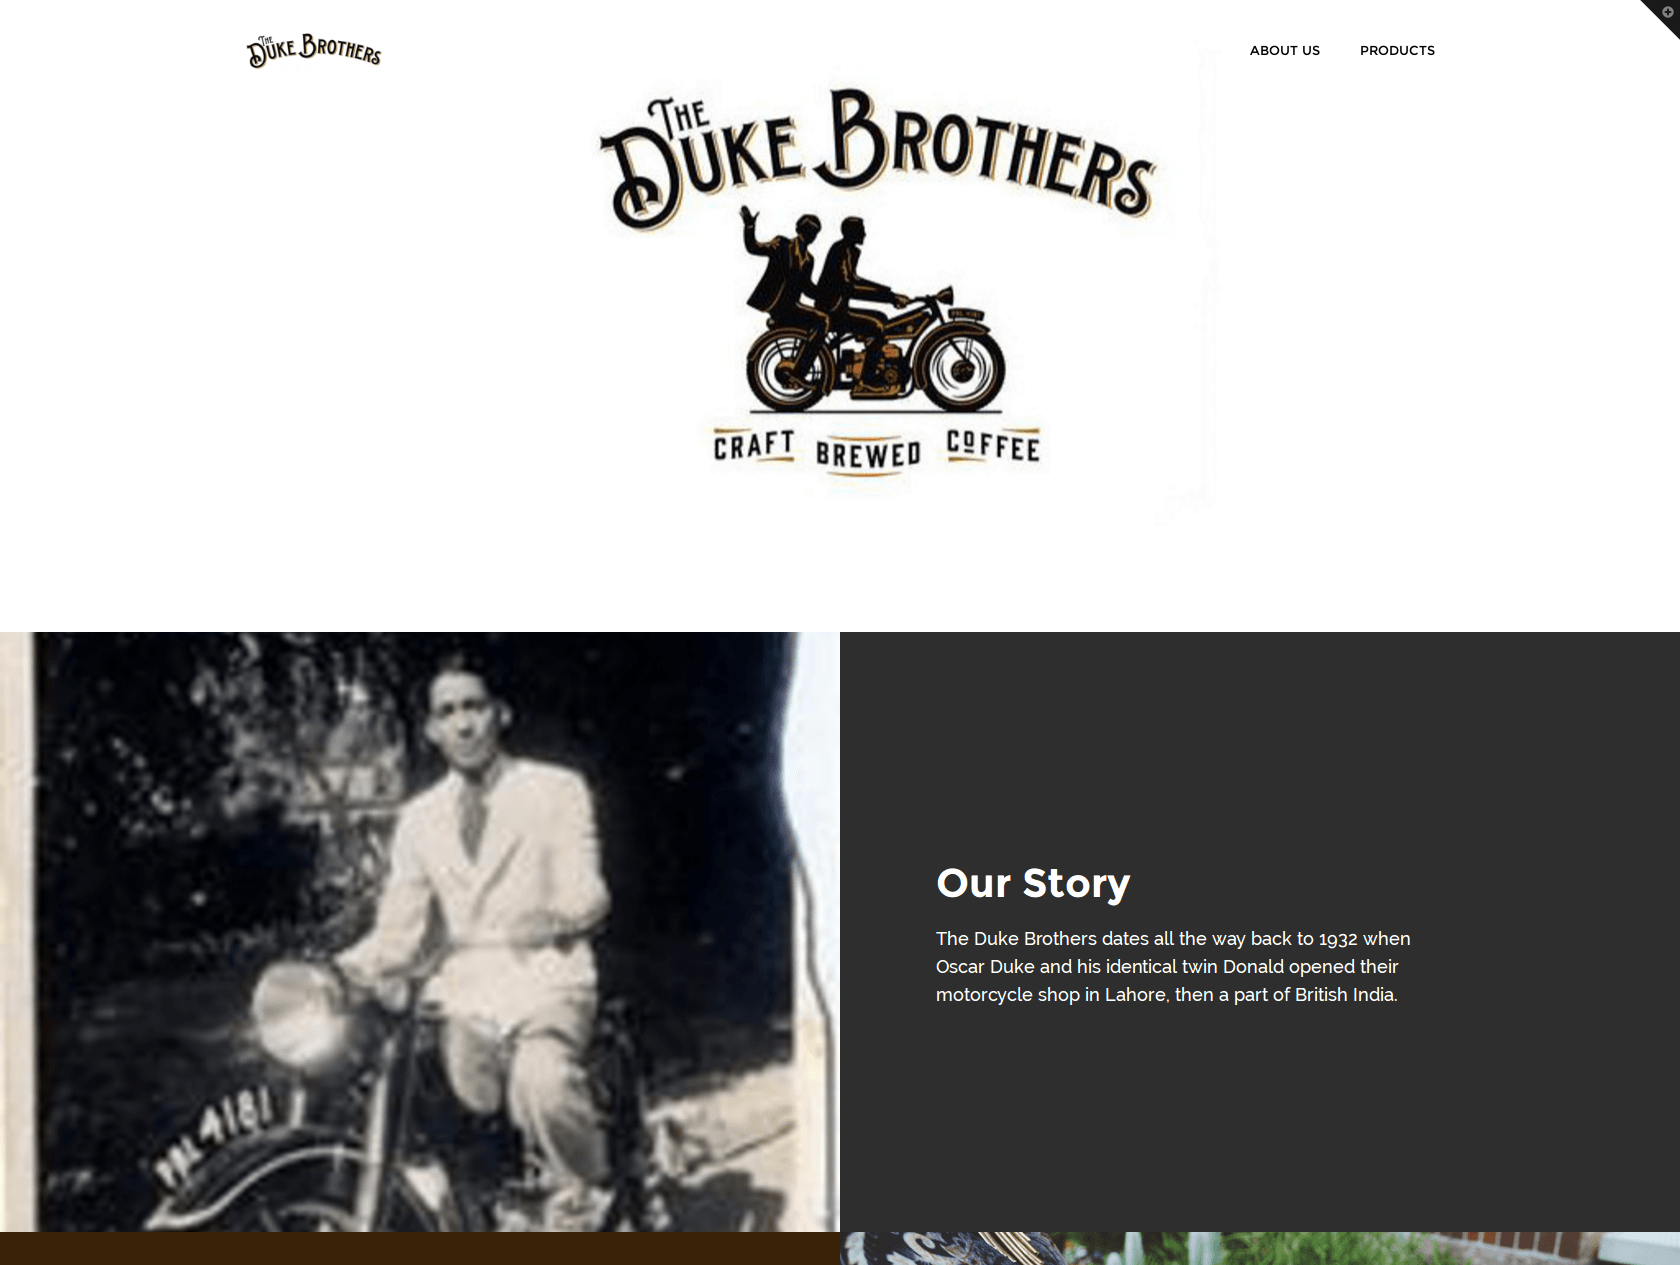 The Duke Brothers
ABOUT US
PRODUCTS
The Duke Brothers
CRAFT BREWED COFFEE
Our Story
The Duke Brothers dates all the way back to 1932 when
Oscar Duke and his identical twin Donald opened their
motorcycle shop in Lahore, then a part of British India.
4181